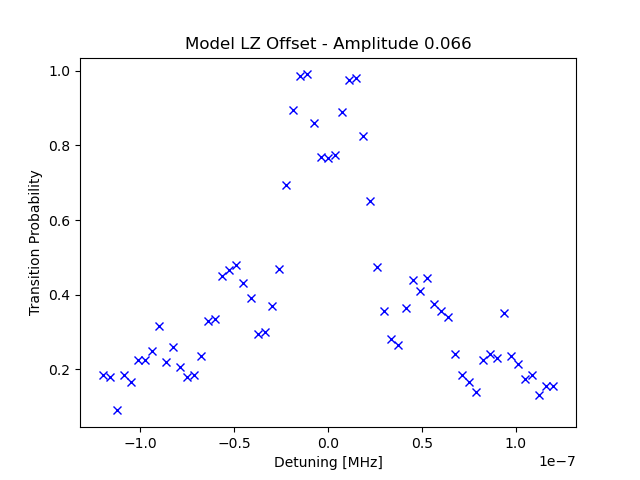 Model LZ Offset - Amplitude 0.066
Transition Probability
1.0
0.8
0.6
0.4
0.2
−1.0 −0.5 0.0 0.5 1.0
1e−7
Detuning [MHz]